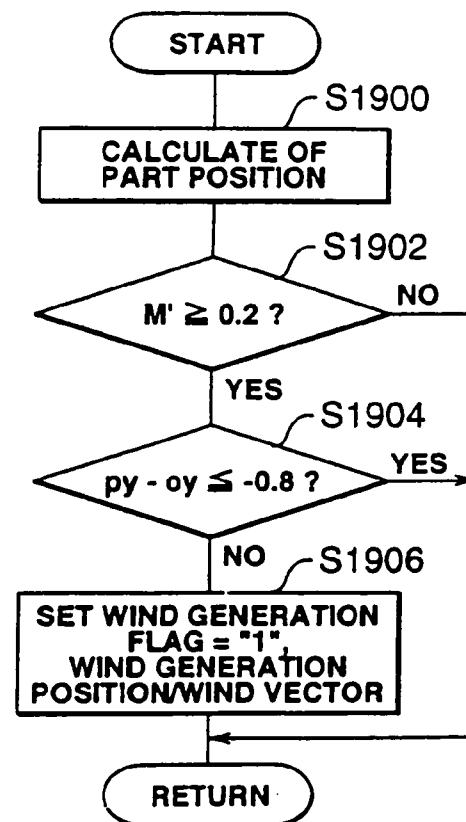 START
S1900
CALCULATE OF
PART POSITION
S1902
M' ≧ 0.2 ?
NO
YES
S1904
py - oy ≦ -0.8 ?
YES
NO
S1906
SET WIND GENERATION
FLAG = "1",
WIND GENERATION
POSITION/WIND VECTOR
RETURN